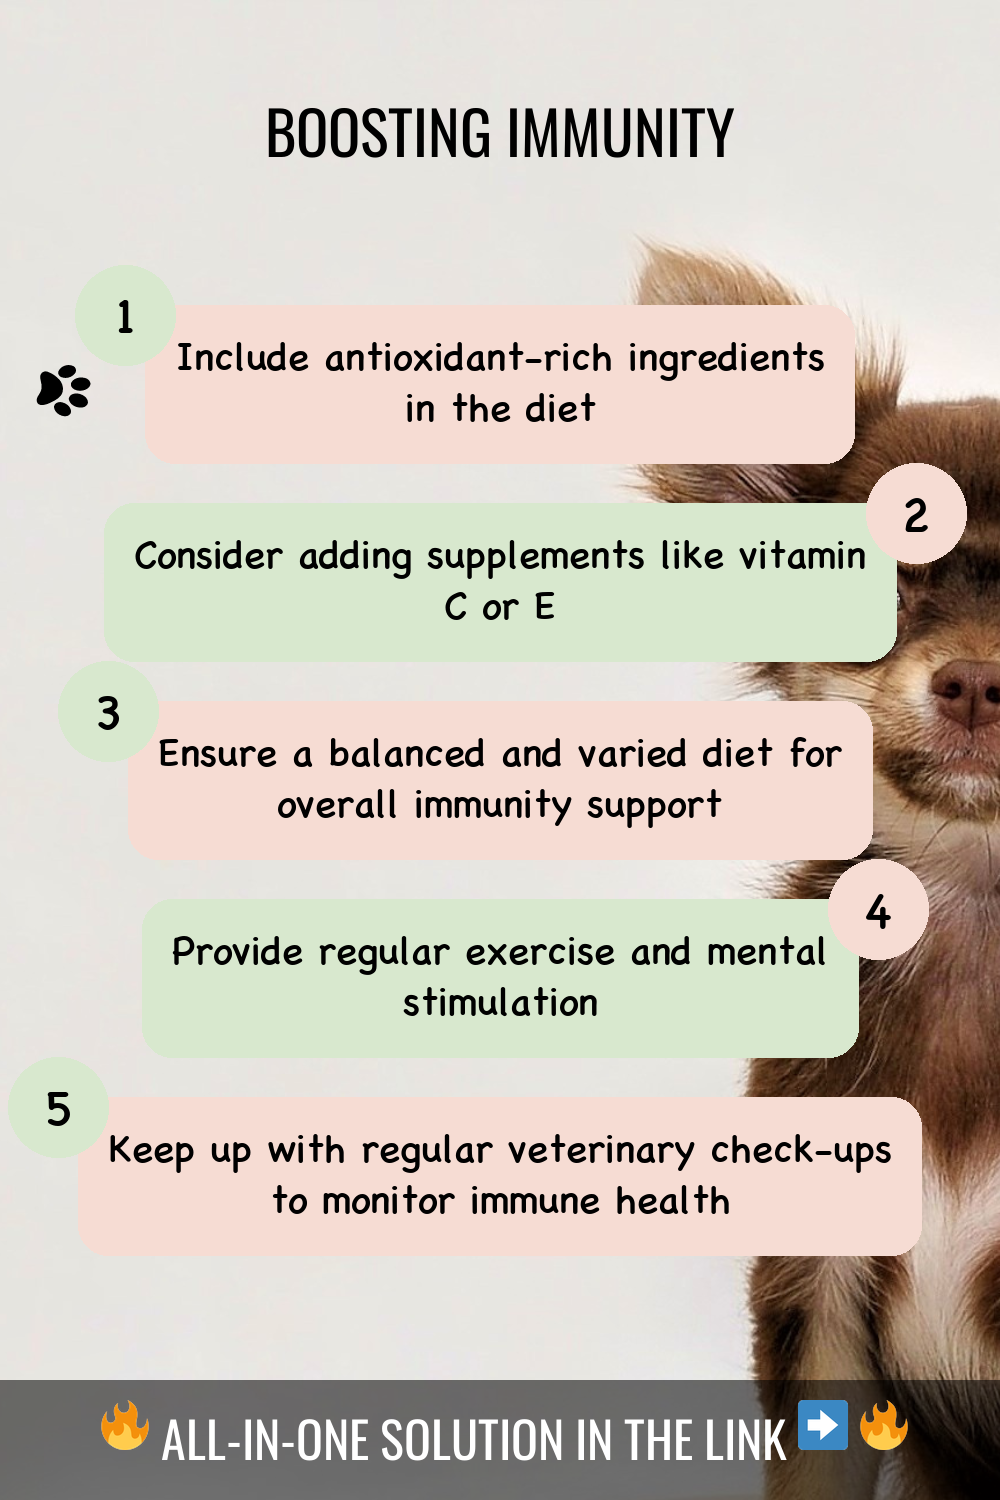 BOOSTING IMMUNITY
1
Include antioxidant-rich ingredients
in the diet
2
Consider adding supplements like vitamin
C or E
3
Ensure a balanced and varied diet for
overall immunity support
4
Provide regular exercise and mental
stimulation
5
Keep up with regular veterinary check-ups
to monitor immune health
🔥 ALL-IN-ONE SOLUTION IN THE LINK ➡️ 🔥